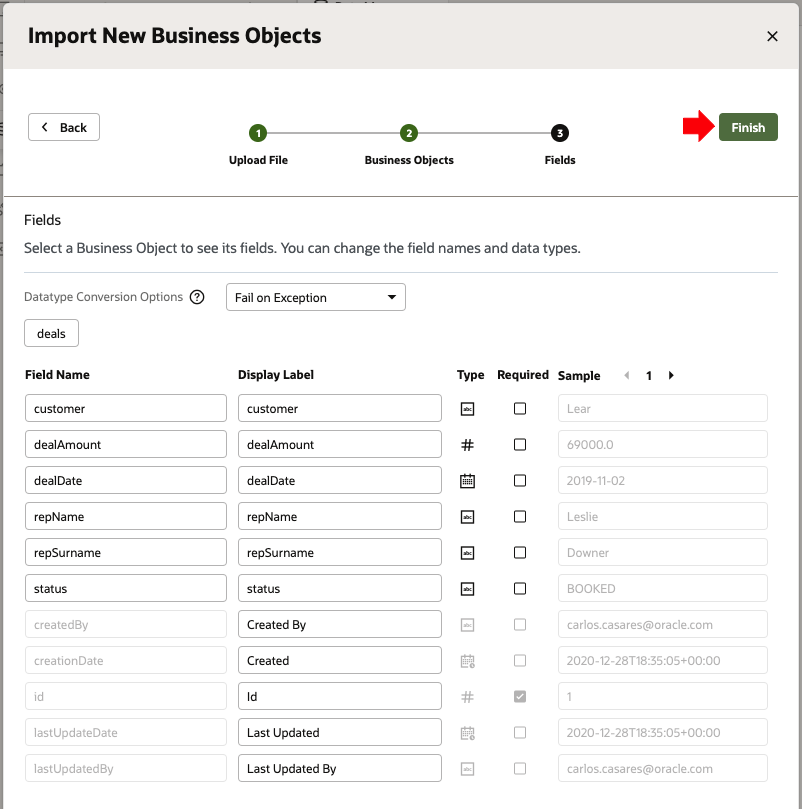 Import New Business Objects
Back
1
2
3
Finish
Upload File
Business Objects
Fields
Fields
Select a Business Object to see its fields. You can change the field names and data types.
Datatype Conversion Options ? Fail on Exception
deals
Field Name Display Label Type Required Sample 1
customer customer abc Lear
dealAmount dealAmount # 69000.0
dealDate dealDate 2019-11-02
repName repName abc Leslie
repSurname repSurname abc Downer
status status abc BOOKED
createdBy Created By abc carlos.casares@oracle.com
creationDate Created 2020-12-28T18:35:05+00:00
id Id # 1
lastUpdateDate Last Updated 2020-12-28T18:35:05+00:00
lastUpdatedBy Last Updated By abc carlos.casares@oracle.com